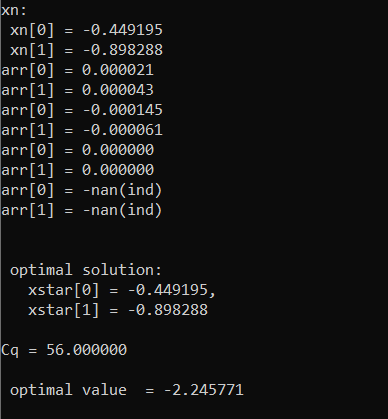 xn:
xn[0] = -0.449195
xn[1] = -0.898288
arr[0] = 0.000021
arr[1] = 0.000043
arr[0] = -0.000145
arr[1] = -0.000061
arr[0] = 0.000000
arr[1] = 0.000000
arr[0] = -nan(ind)
arr[1] = -nan(ind)
optimal solution:
xstar[0] = -0.449195,
xstar[1] = -0.898288
Cq = 56.000000
optimal value  = -2.245771